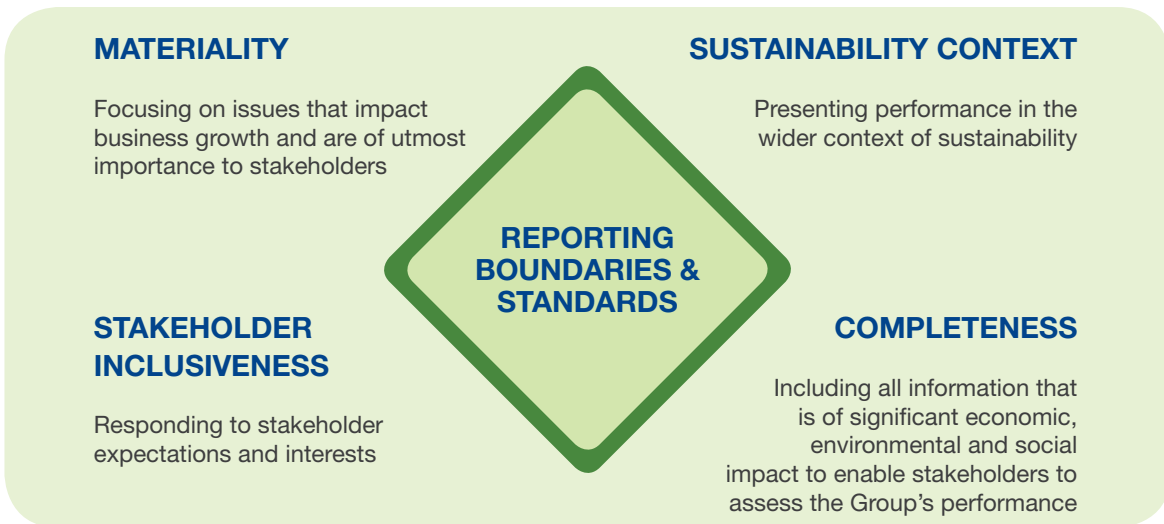 MATERIALITY
Focusing on issues that impact
business growth and are of utmost
importance to stakeholders
SUSTAINABILITY CONTEXT
Presenting performance in the
wider context of sustainability
REPORTING
BOUNDARIES &
STANDARDS
STAKEHOLDER
INCLUSIVENESS
Responding to stakeholder
expectations and interests
COMPLETENESS
Including all information that
is of significant economic,
environmental and social
impact to enable stakeholders to
assess the Group’s performance